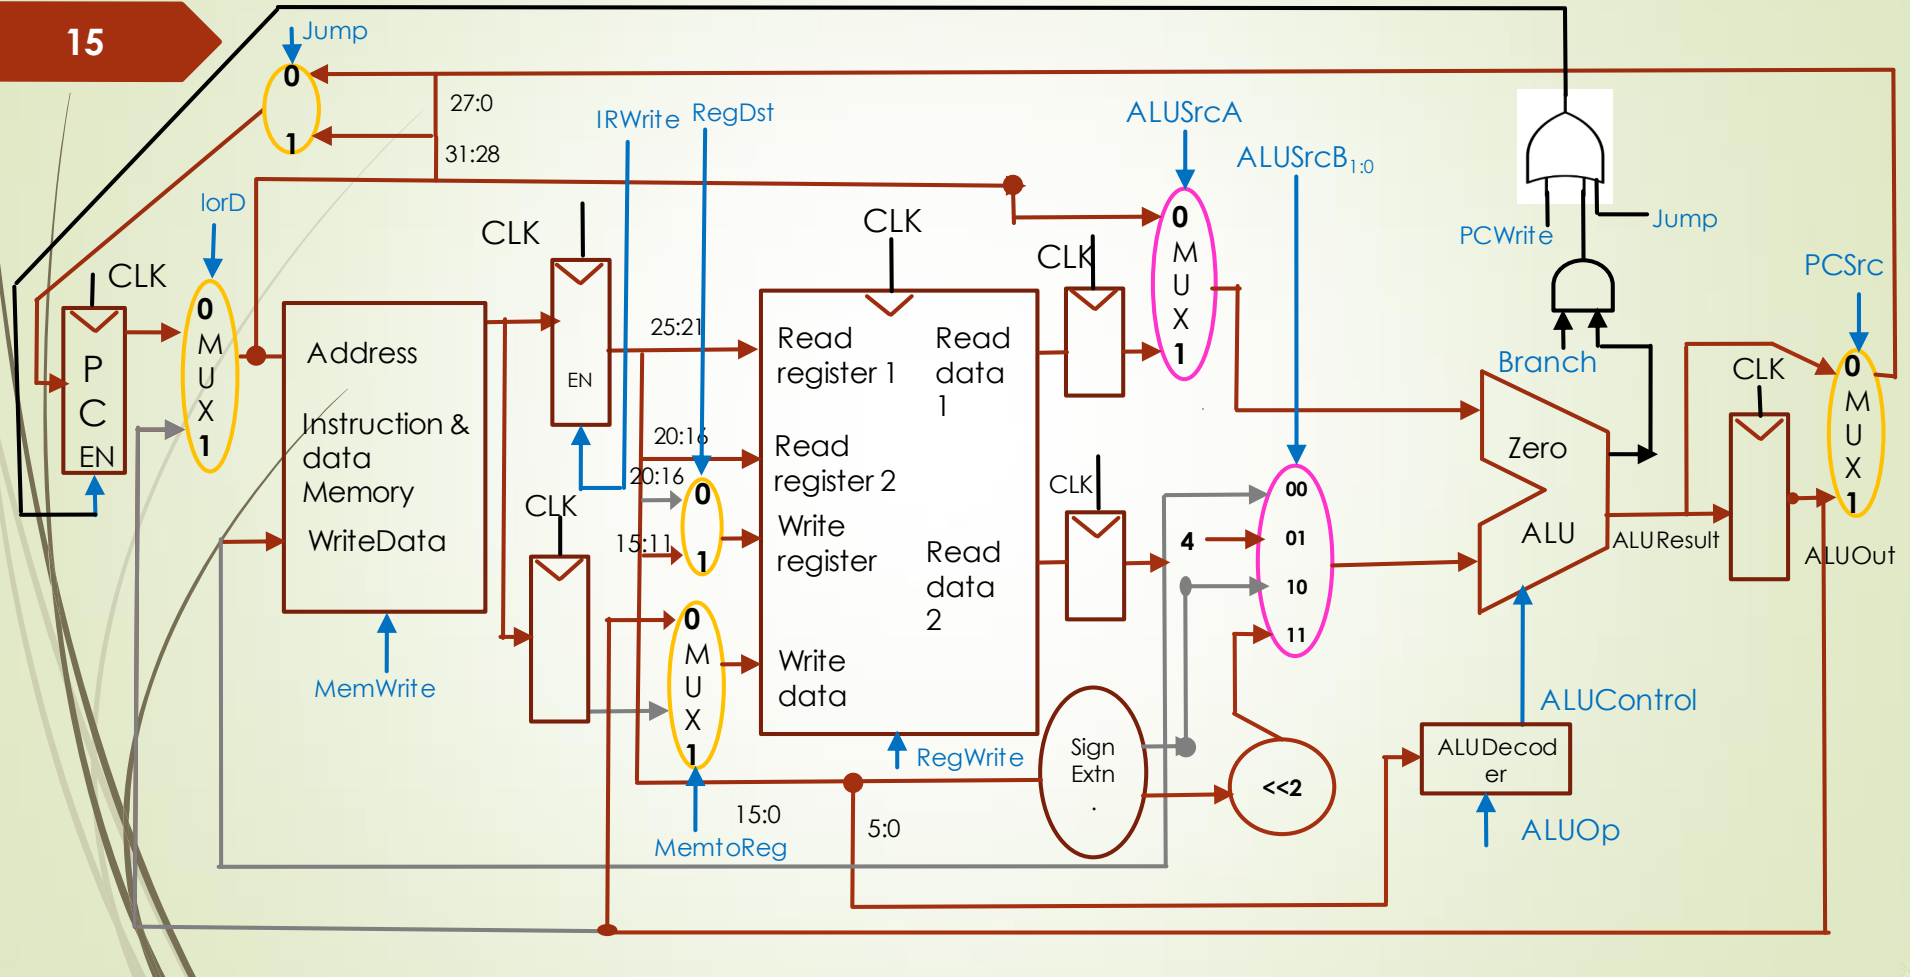 15
Jump
0
1
27:0
31:28
IRWrite
RegDst
ALUSrcA
ALUSrcB1:0
PCWrite
Jump
PCSrc
IorD
CLK
P
C
EN
0
M
U
X
1
Address
Instruction &
data
Memory
WriteData
MemWrite
CLK
EN
CLK
25:21
20:16
20:16
15:11
0
1
0
M
U
X
1
MemtoReg
15:0
5:0
CLK
Read
register 1
Read
data
1
Read
register 2
Write
register
Read
data
2
Write
data
RegWrite
CLK
CLK
0
M
U
X
1
4
00
01
10
11
Sign
Extn
.
<<2
Branch
Zero
ALU
ALUResult
ALUControl
ALUDecod
er
ALUOp
CLK
ALUOut
0
M
U
X
1